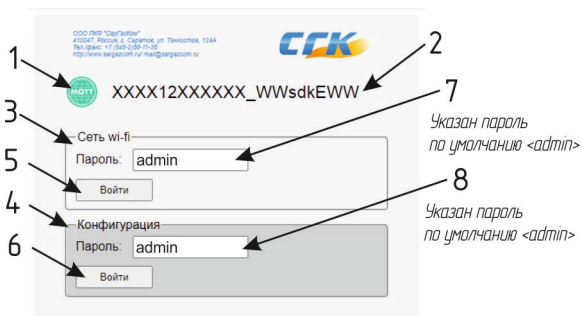 ООО ПКФ "СарГазКом"
410047, Россия, г. Саратов, ул. Танкистов, 124А
Тел./факс: +7 (845-2)66-11-36
http://www.sargazcom.ru/ mail@sargazcom.ru
СГК
1
2
MQTT
XXXX12XXXXXX_WWsdkEWW
7
Указан пароль
по умолчанию <admin>
3
Сеть wi-fi
Пароль: admin
5
Войти
8
Указан пароль
по умолчанию <admin>
4
Конфигурация
Пароль: admin
6
Войти